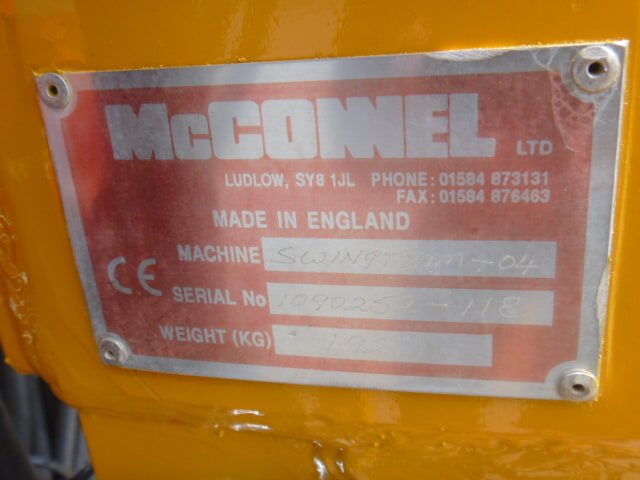 McCONNEL LTD
LUDLOW, SY8 1JL PHONE: 01584 873131
FAX: 01584 876463
MADE IN ENGLAND
MACHINE SWINGTRIM-04
CE SERIAL No
WEIGHT (KG)